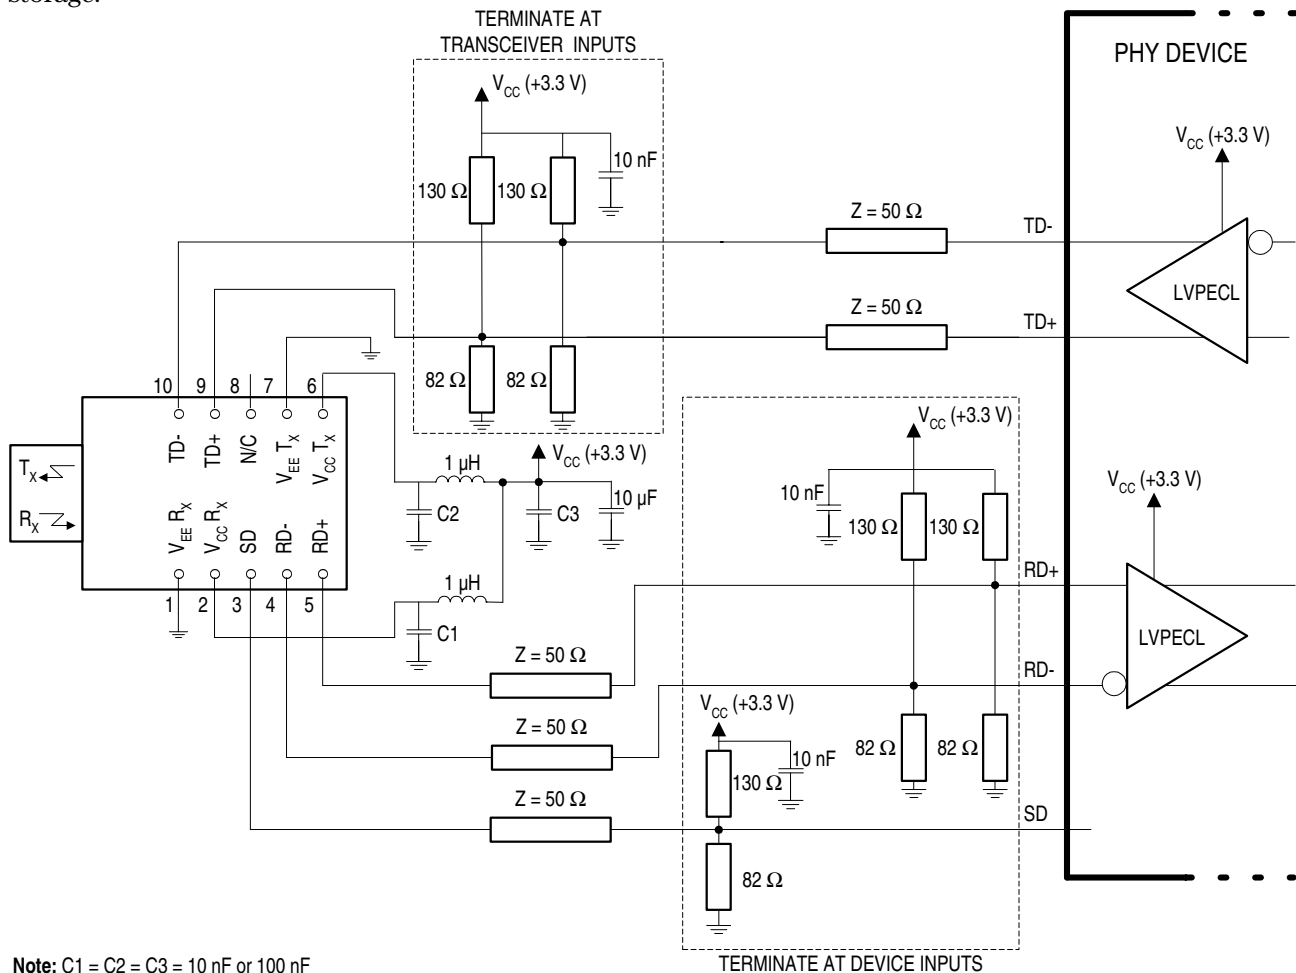 storage.
TERMINATE AT
TRANSCEIVER INPUTS
V_CC (+3.3 V)
130 Ω
130 Ω
10 nF
82 Ω
82 Ω
PHY DEVICE
V_CC (+3.3 V)
Z = 50 Ω
TD-
LVPECL
Z = 50 Ω
TD+
10
9
8
7
6
TD-
TD+
N/C
V_EE T_X
V_CC T_X
T_X
R_X
V_EE R_X
V_CC R_X
SD
RD-
RD+
1
2
3
4
5
1 µH
V_CC (+3.3 V)
C2
C3
10 µF
1 µH
C1
V_CC (+3.3 V)
10 nF
130 Ω
130 Ω
V_CC (+3.3 V)
RD+
LVPECL
RD-
Z = 50 Ω
Z = 50 Ω
Z = 50 Ω
V_CC (+3.3 V)
10 nF
130 Ω
82 Ω
82 Ω
82 Ω
SD
TERMINATE AT DEVICE INPUTS
Note: C1 = C2 = C3 = 10 nF or 100 nF